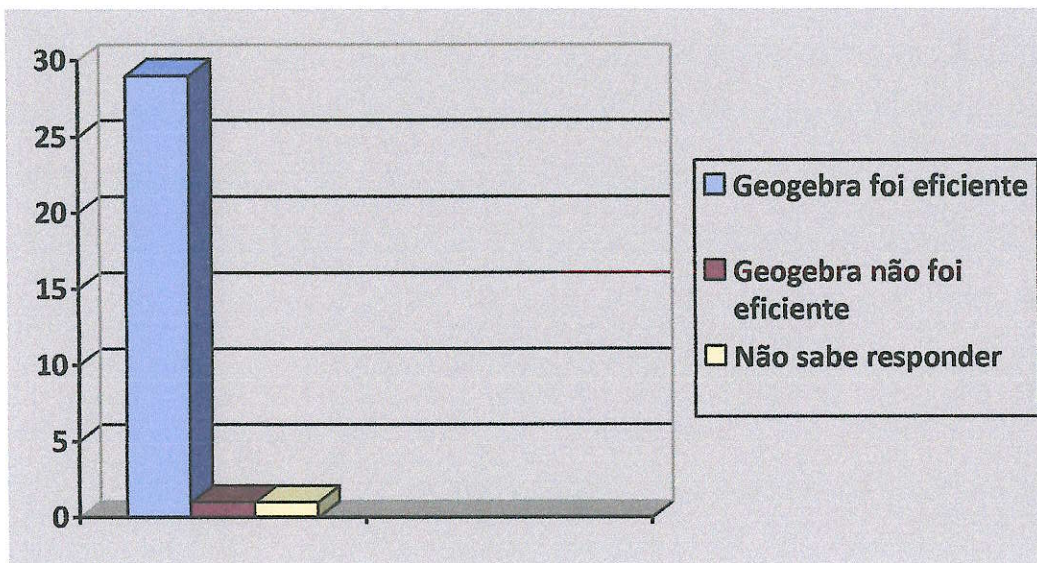 30
25
20
15
10
5
0
Geogebra foi eficiente
Geogebra não foi
eficiente
Não sabe responder